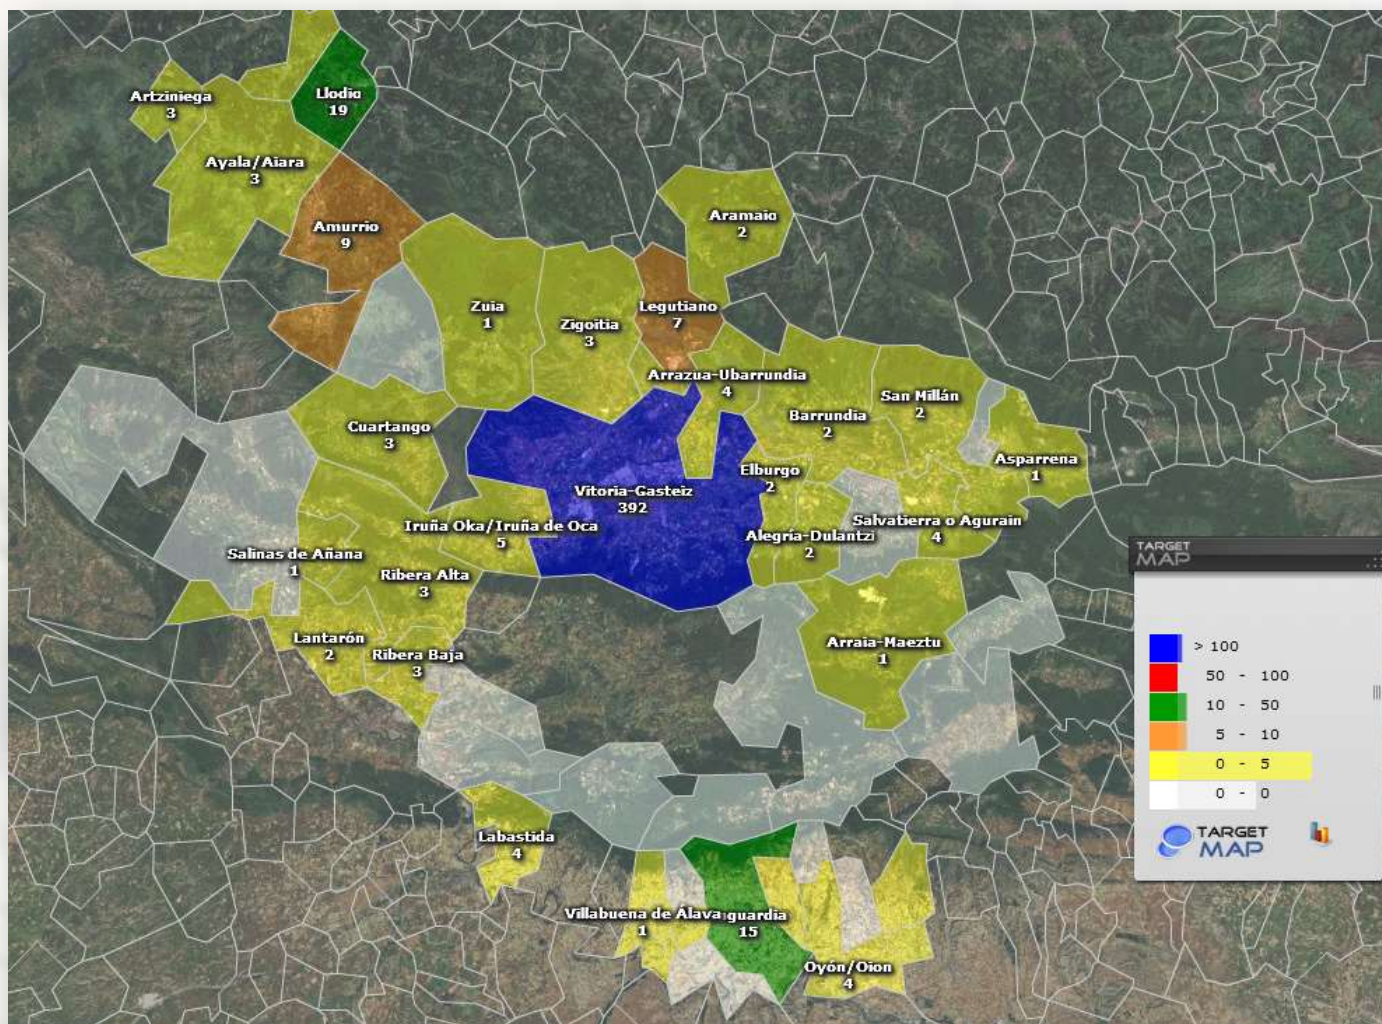 Artziniega
3
Llodio
19
Ayala/Aiara
3
Amurrio
9
Aramaio
2
Zuia
1
Zigoitia
3
Legutiano
7
Arrazua-Ubarrundia
4
San Millán
2
Barrundia
2
Cuartango
3
Asparrena
1
Elburgo
2
Vitoria-Gasteiz
392
Iruña Oka/Iruña de Oca
5
Salvatierra o Agurain
4
Alegría-Dulantzi
2
Salinas de Añana
1
Ribera Alta
3
Lantarón
2
Ribera Baja
3
Arraia-Maeztu
1
Labastida
4
Villabuena de Álava
1
guardia
15
Oyón/Oion
4
TARGET
MAP
> 100
50 - 100
10 - 50
5 - 10
0 - 5
0 - 0
TARGET
MAP